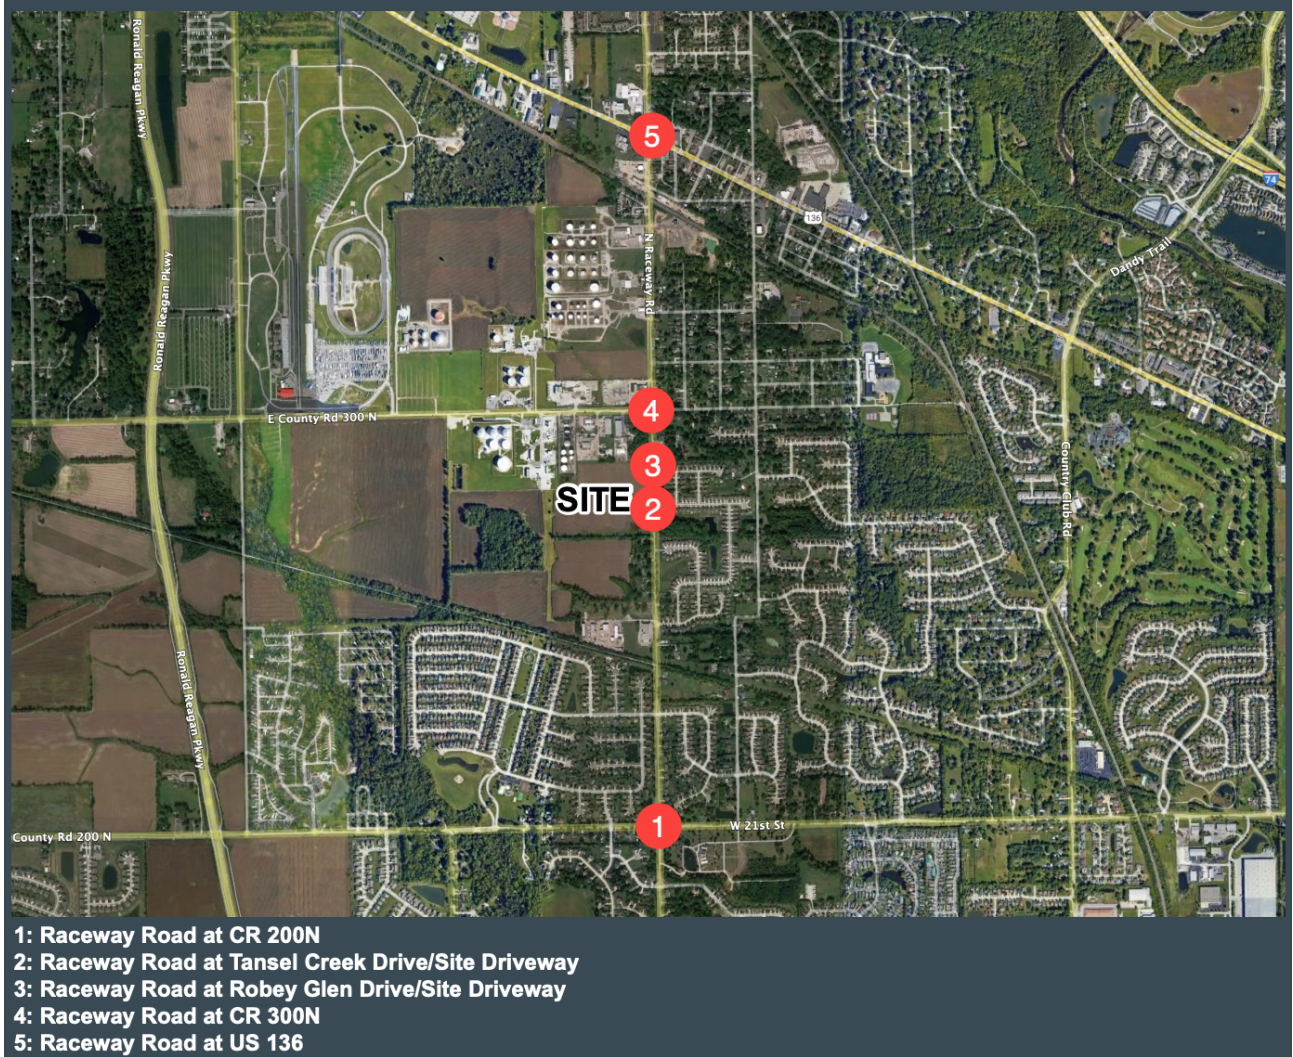 Ronald Reagan Pkwy
5
74
136
N Raceway Rd
Dandy Trail
Ronald Reagan Pkwy
E County Rd 300 N
4
3
SITE
2
Country Club Rd
Ronald Reagan Pkwy
1
W 21st St
County Rd 200 N
1: Raceway Road at CR 200N
2: Raceway Road at Tansel Creek Drive/Site Driveway
3: Raceway Road at Robey Glen Drive/Site Driveway
4: Raceway Road at CR 300N
5: Raceway Road at US 136